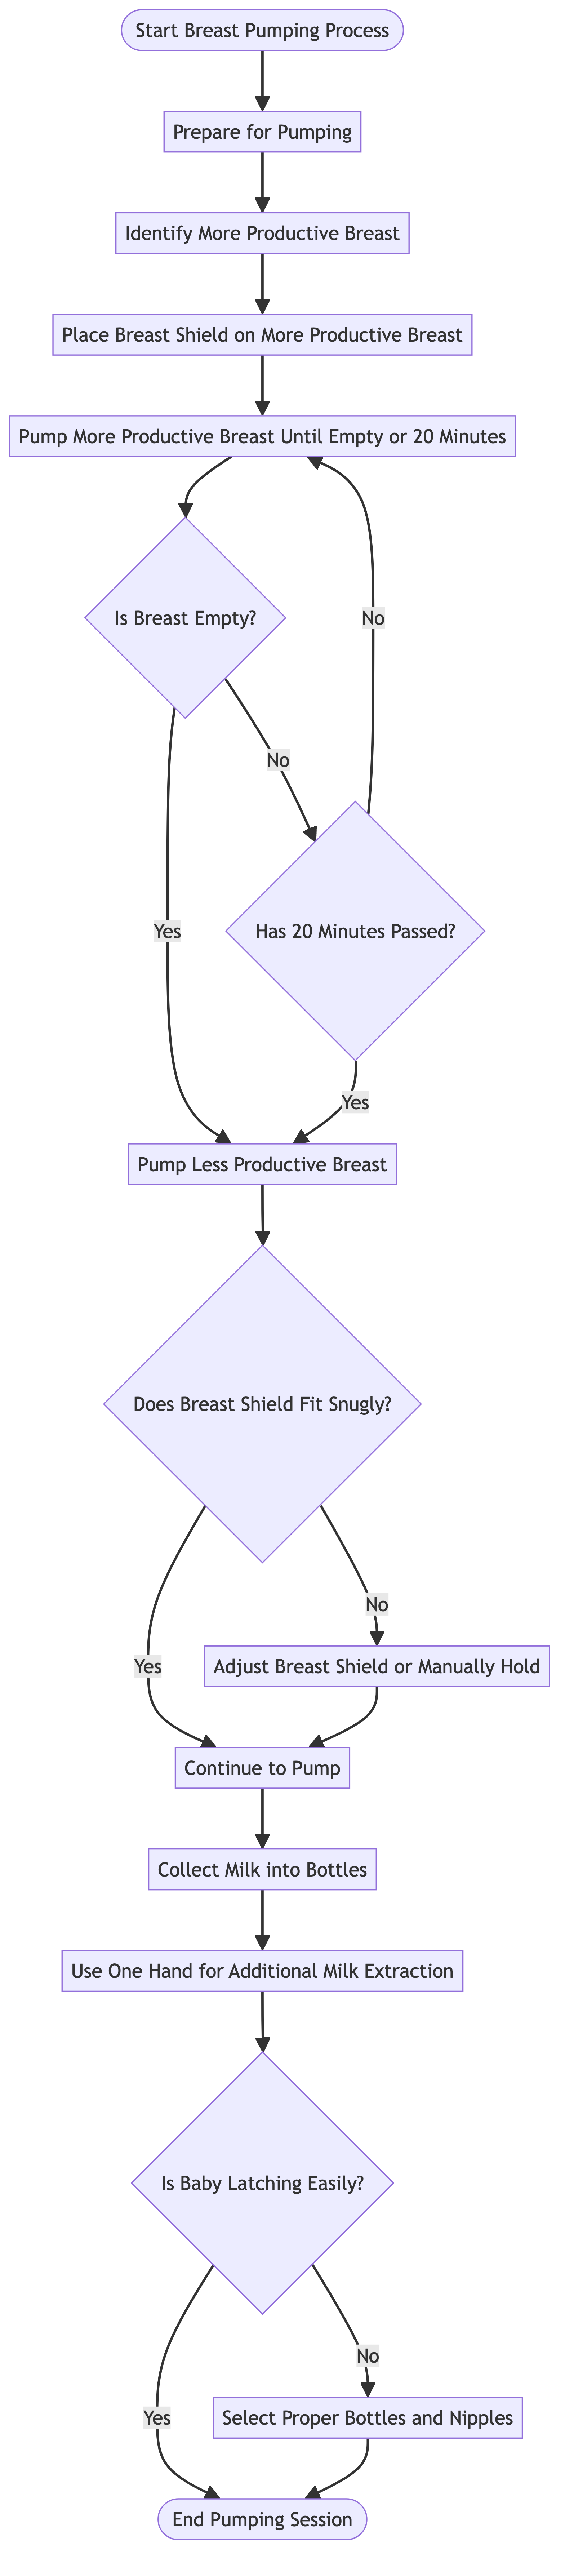 Start Breast Pumping Process
Prepare for Pumping
Identify More Productive Breast
Place Breast Shield on More Productive Breast
Pump More Productive Breast Until Empty or 20 Minutes
Is Breast Empty?
No
No
Yes
Has 20 Minutes Passed?
Yes
Pump Less Productive Breast
Does Breast Shield Fit Snugly?
No
Yes
Adjust Breast Shield or Manually Hold
Continue to Pump
Collect Milk into Bottles
Use One Hand for Additional Milk Extraction
Is Baby Latching Easily?
No
Yes
Select Proper Bottles and Nipples
End Pumping Session